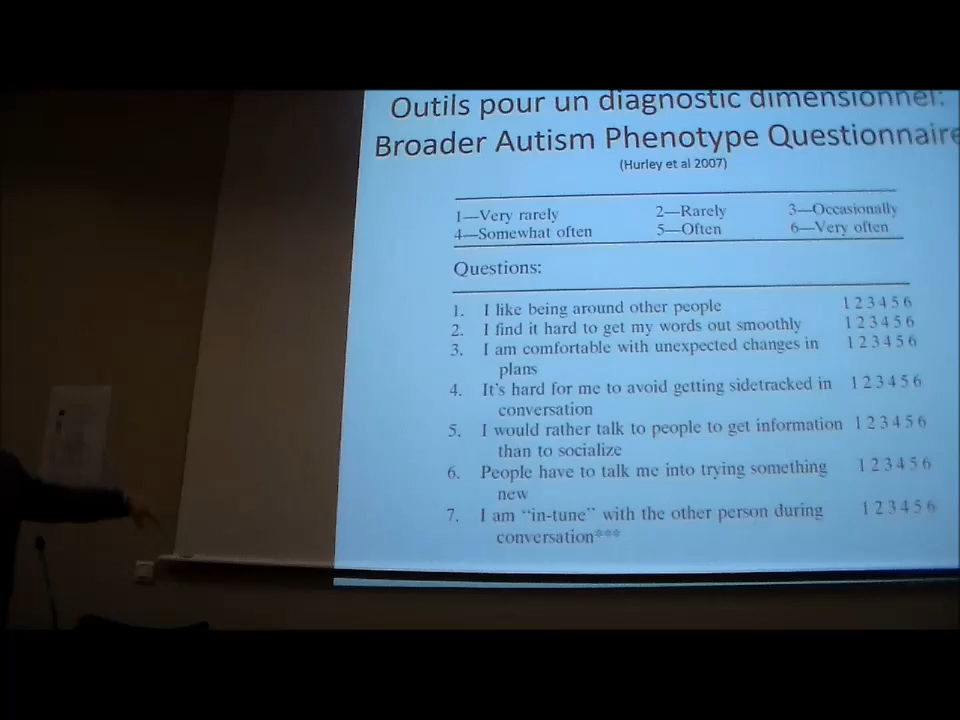 Outils pour un diagnostic dimensionnel:
Broader Autism Phenotype Questionnaire
(Hurley et al 2007)
1—Very rarely 2—Rarely 3—Occasionally
4—Somewhat often 5—Often 6—Very often
Questions:
1. I like being around other people 1 2 3 4 5 6
2. I find it hard to get my words out smoothly 1 2 3 4 5 6
3. I am comfortable with unexpected changes in 1 2 3 4 5 6
plans
4. It's hard for me to avoid getting sidetracked in 1 2 3 4 5 6
conversation
5. I would rather talk to people to get information 1 2 3 4 5 6
than to socialize
6. People have to talk me into trying something 1 2 3 4 5 6
new
7. I am “in-tune” with the other person during 1 2 3 4 5 6
conversation***